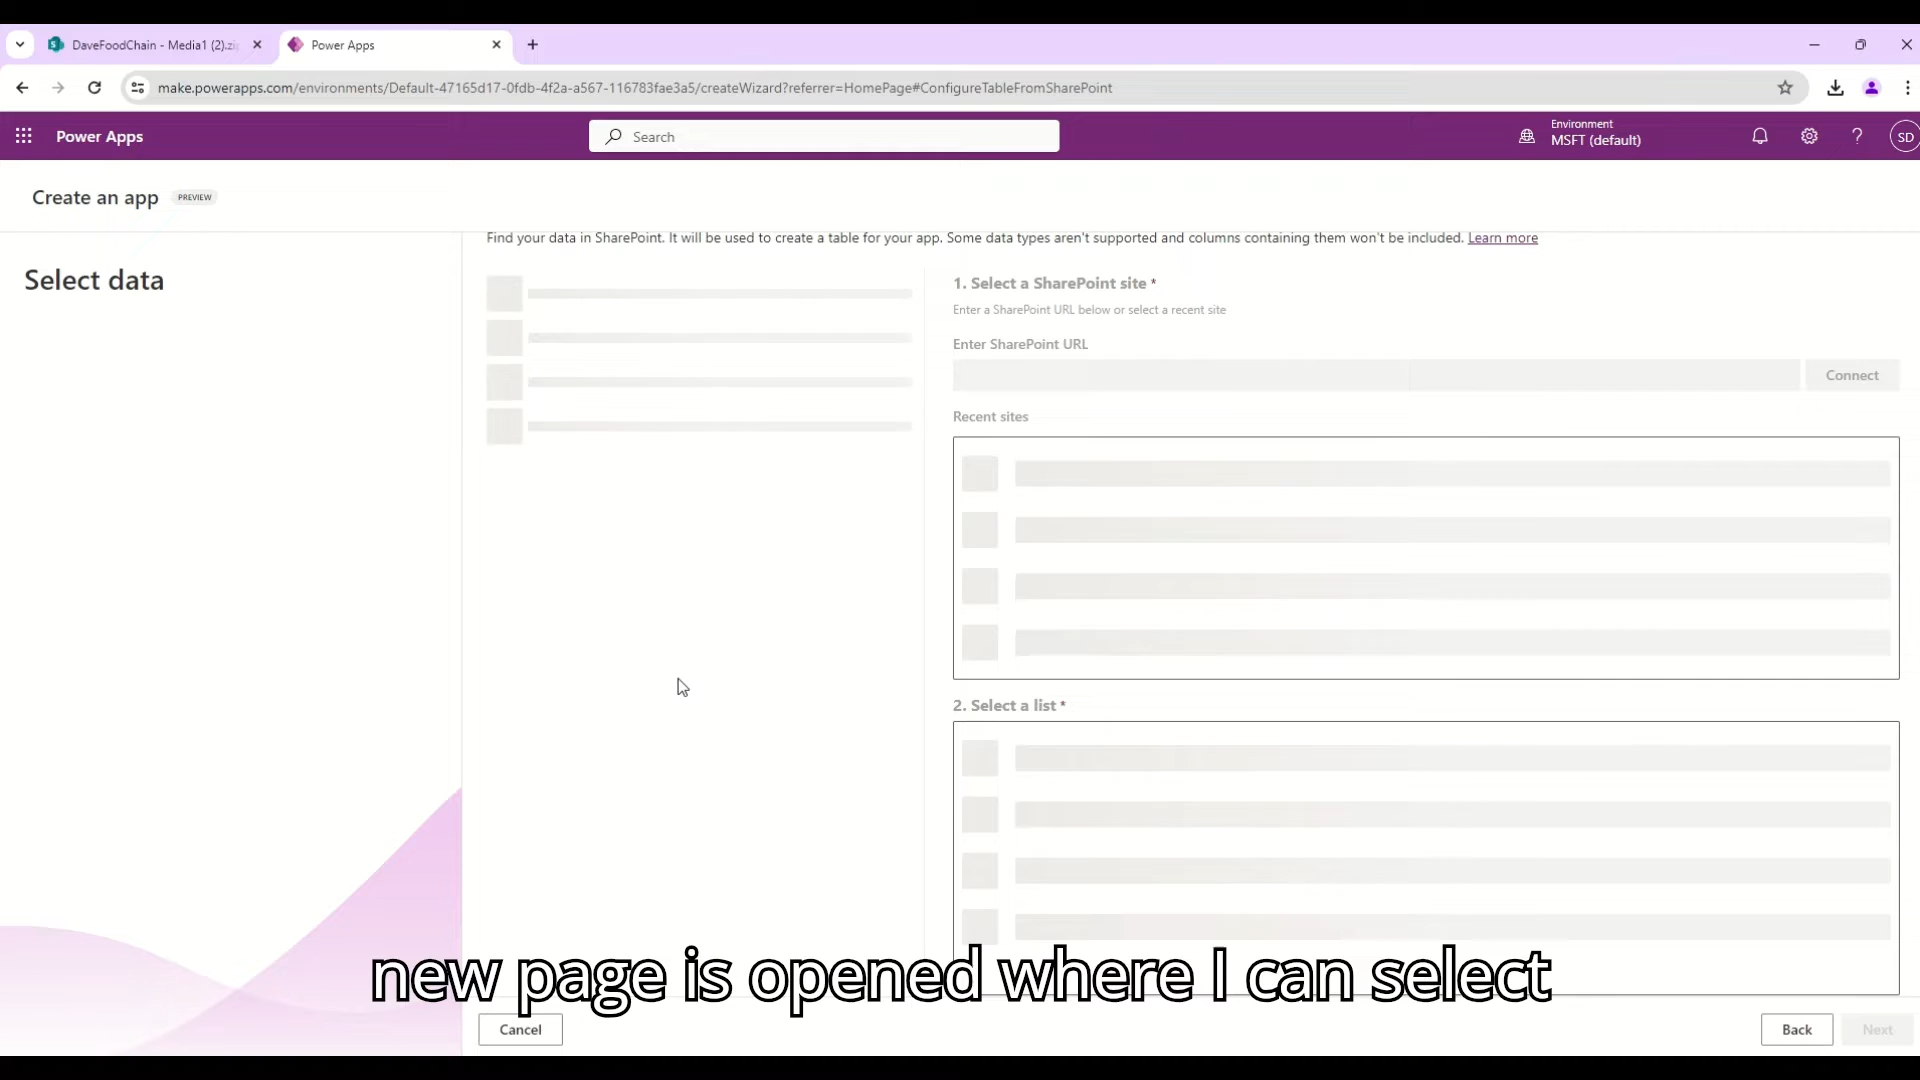 DaveFoodChain - Media1 (2).zi
Power Apps
make.powerapps.com/environments/Default-47165d17-0fdb-4f2a-a567-116783fae3a5/createWizard?referrer=HomePage#ConfigureTableFromSharePoint
Power Apps
Search
Environment
MSFT (default)
SD
Create an app
PREVIEW
Select data
Find your data in SharePoint. It will be used to create a table for your app. Some data types aren't supported and columns containing them won't be included. Learn more
1. Select a SharePoint site *
Enter a SharePoint URL below or select a recent site
Enter SharePoint URL
Connect
Recent sites
2. Select a list *
new page is opened where I can select
Cancel
Back
Next